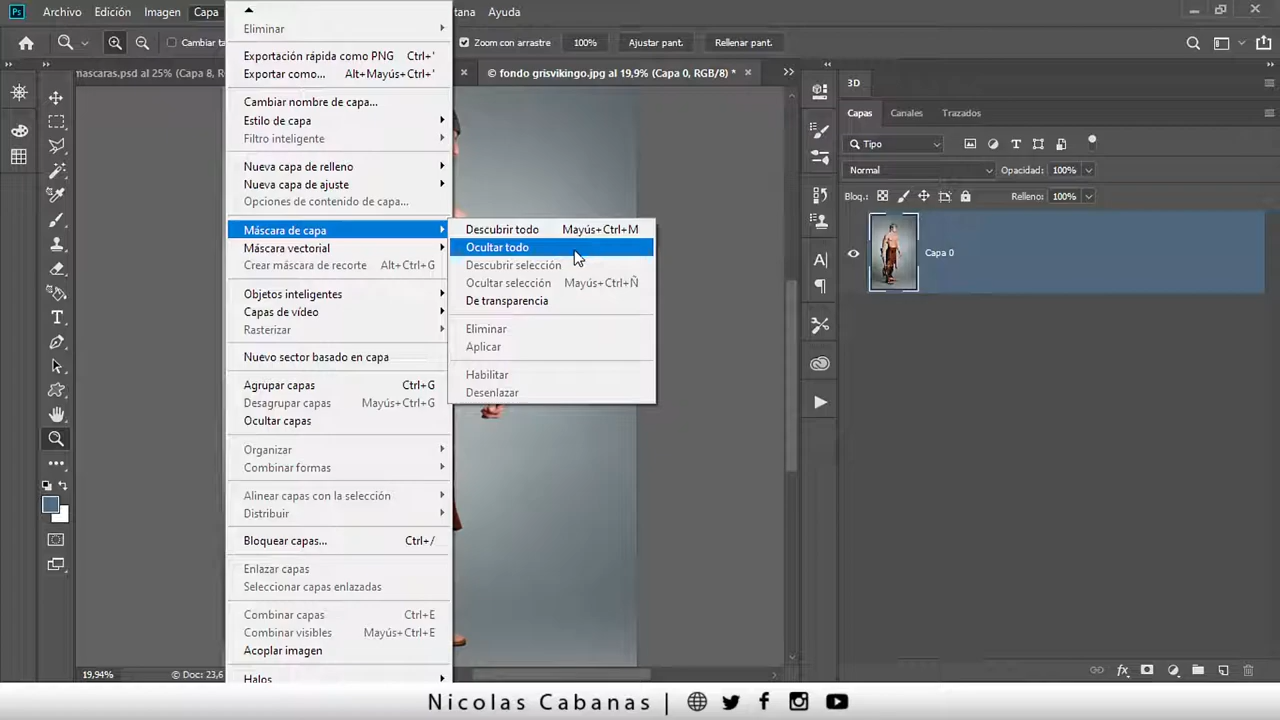 Ps Archivo Edición Imagen Capa tana Ayuda
Cambiar ta
Zoom con arrastre 100% Ajustar pant. Rellenar pant.
mascaras.psd al 25% (Capa 8, R
© fondo grisvikingo.jpg al 19,9% (Capa 0, RGB/8) *
Eliminar
Exportación rápida como PNG Ctrl+'
Exportar como... Alt+Mayús+Ctrl+'
Cambiar nombre de capa...
Estilo de capa
Filtro inteligente
Nueva capa de relleno
Nueva capa de ajuste
Opciones de contenido de capa...
Máscara de capa
Máscara vectorial
Crear máscara de recorte Alt+Ctrl+G
Objetos inteligentes
Capas de vídeo
Rasterizar
Nuevo sector basado en capa
Agrupar capas Ctrl+G
Desagrupar capas Mayús+Ctrl+G
Ocultar capas
Organizar
Combinar formas
Alinear capas con la selección
Distribuir
Bloquear capas... Ctrl+/
Enlazar capas
Seleccionar capas enlazadas
Combinar capas Ctrl+E
Combinar visibles Mayús+Ctrl+E
Acoplar imagen
Halos
Descubrir todo Mayús+Ctrl+M
Ocultar todo
Descubrir selección
Ocultar selección Mayús+Ctrl+Ñ
De transparencia
Eliminar
Aplicar
Habilitar
Desenlazar
3D
Capas Canales Trazados
Tipo
Normal Opacidad: 100%
Bloq.: Relleno: 100%
Capa 0
19,94% Doc: 23,6
Nicolas Cabanas |